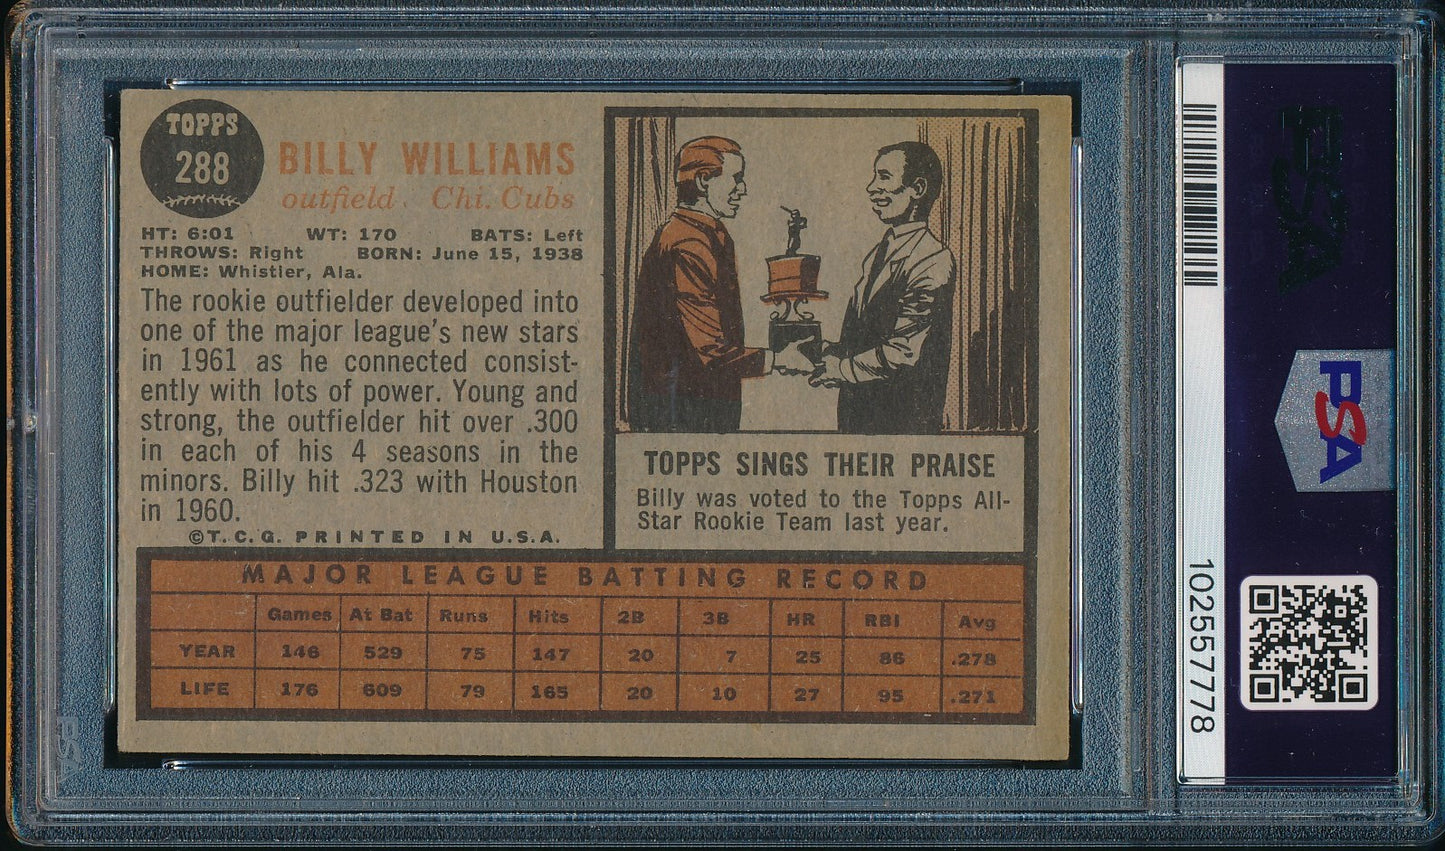 TOPPS
288
BILLY WILLIAMS
outfield Chi. Cubs
HT: 6:01 WT: 170 BATS: Left
THROWS: Right BORN: June 15, 1938
HOME: Whistler, Ala.
The rookie outfielder developed into
one of the major league's new stars
in 1961 as he connected consist-
ently with lots of power. Young and
strong, the outfielder hit over .300
in each of his 4 seasons in the
minors. Billy hit .323 with Houston
in 1960.
©T.C.G. PRINTED IN U.S.A.
TOPPS SINGS THEIR PRAISE
Billy was voted to the Topps All-
Star Rookie Team last year.
MAJOR LEAGUE BATTING RECORD
Games At Bat Runs Hits 2B 3B HR RBI Avg
YEAR 146 529 75 147 20 7 25 86 .278
LIFE 176 609 79 165 20 10 27 95 .271
PSA
PSA
102557778
PSA